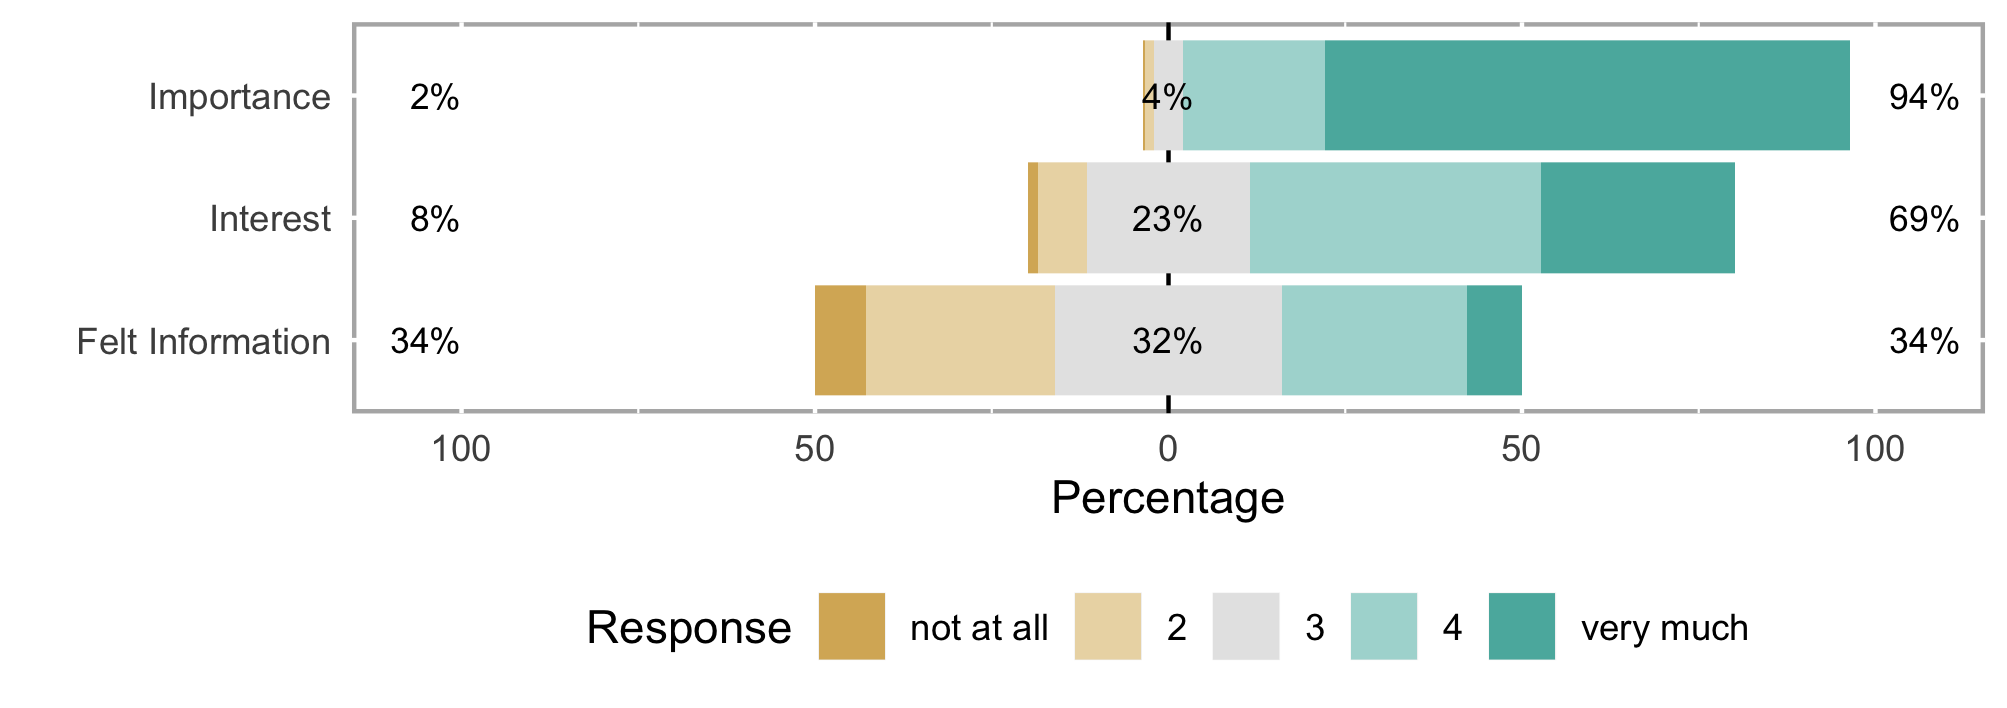 Importance 2% 4% 94%
Interest 8% 23% 69%
Felt Information 34% 32% 34%
100 50 0 50 100
Percentage
Response not at all 2 3 4 very much